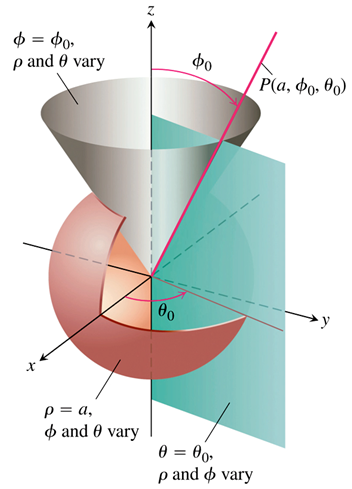 z
ϕ = ϕ₀,
ρ and θ vary
ϕ₀
P(a, ϕ₀, θ₀)
θ₀
y
x
ρ = a,
ϕ and θ vary
θ = θ₀,
ρ and ϕ vary